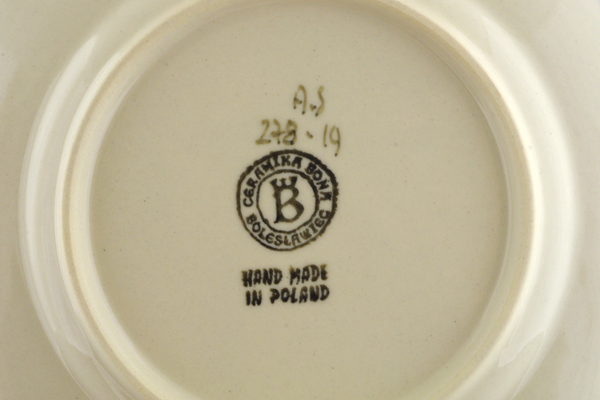 A.S
278-19
CERAMIKA BONA
B
BOLESŁAWIEC
HAND MADE
IN POLAND